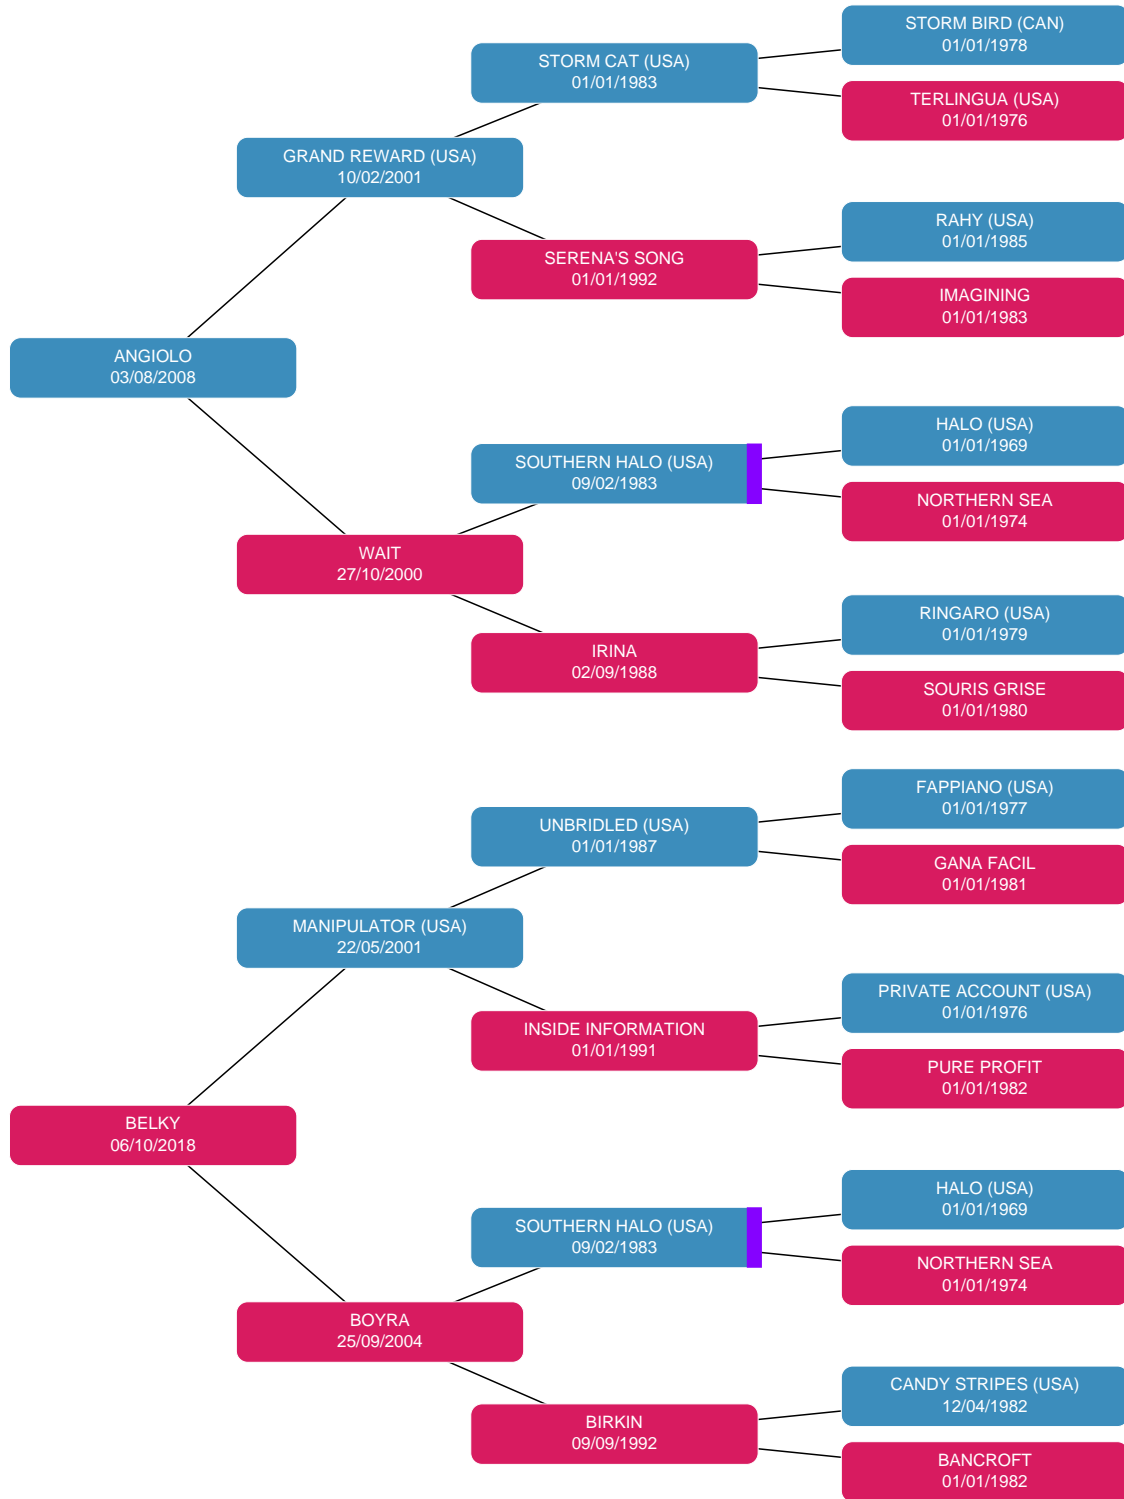 STORM BIRD (CAN)
01/01/1978
STORM CAT (USA)
01/01/1983
TERLINGUA (USA)
01/01/1976
GRAND REWARD (USA)
10/02/2001
RAHY (USA)
01/01/1985
SERENA'S SONG
01/01/1992
IMAGINING
01/01/1983
ANGIOLO
03/08/2008
HALO (USA)
01/01/1969
SOUTHERN HALO (USA)
09/02/1983
NORTHERN SEA
01/01/1974
WAIT
27/10/2000
RINGARO (USA)
01/01/1979
IRINA
02/09/1988
SOURIS GRISE
01/01/1980
FAPPIANO (USA)
01/01/1977
UNBRIDLED (USA)
01/01/1987
GANA FACIL
01/01/1981
MANIPULATOR (USA)
22/05/2001
PRIVATE ACCOUNT (USA)
01/01/1976
INSIDE INFORMATION
01/01/1991
PURE PROFIT
01/01/1982
BELKY
06/10/2018
HALO (USA)
01/01/1969
SOUTHERN HALO (USA)
09/02/1983
NORTHERN SEA
01/01/1974
BOYRA
25/09/2004
CANDY STRIPES (USA)
12/04/1982
BIRKIN
09/09/1992
BANCROFT
01/01/1982